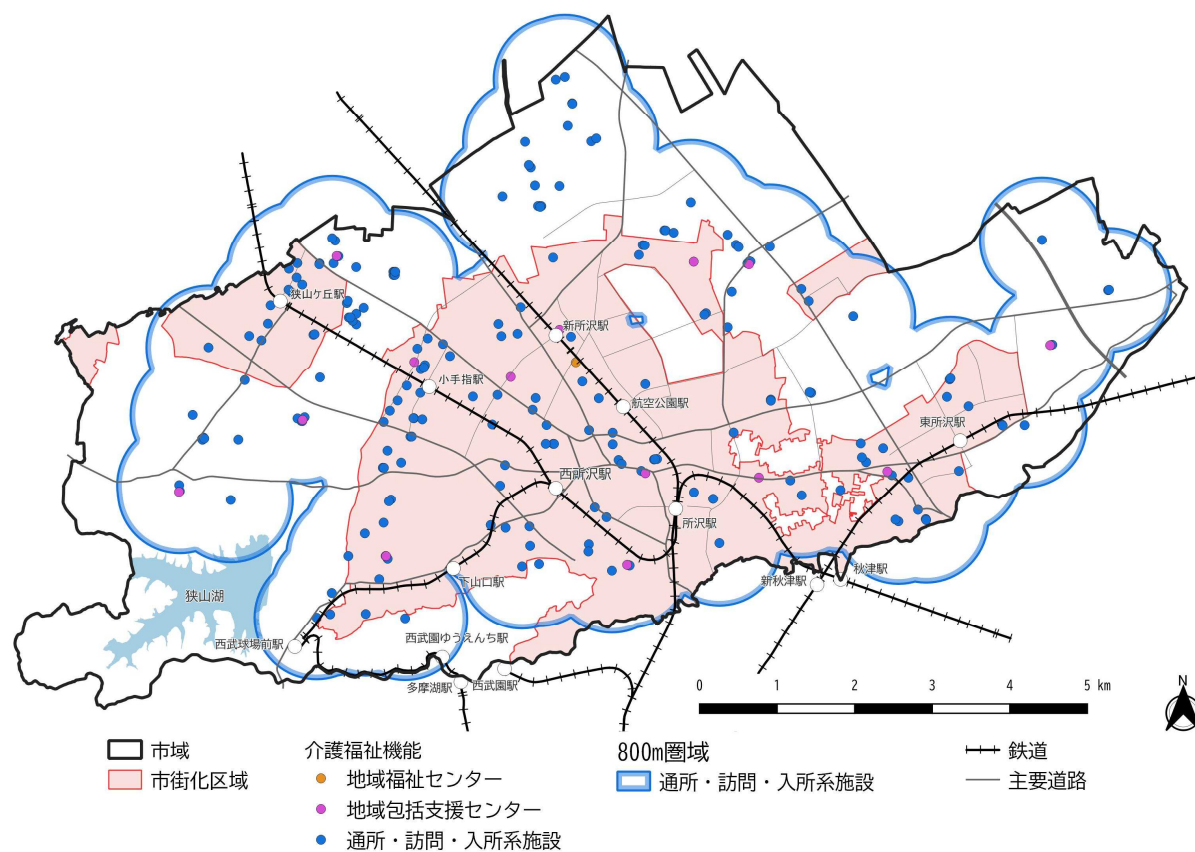 狭山ケ丘駅
新所沢駅
小手指駅
航空公園駅
東所沢駅
西所沢駅
所沢駅
下山口駅
新秋津駅
秋津駅
狭山湖
西武球場前駅
西武園ゆうえんち駅
多摩湖駅
西武園駅
0 1 2 3 4 5 km
N
市域
市街化区域
介護福祉機能
地域福祉センター
地域包括支援センター
通所・訪問・入所系施設
800m圏域
通所・訪問・入所系施設
鉄道
主要道路